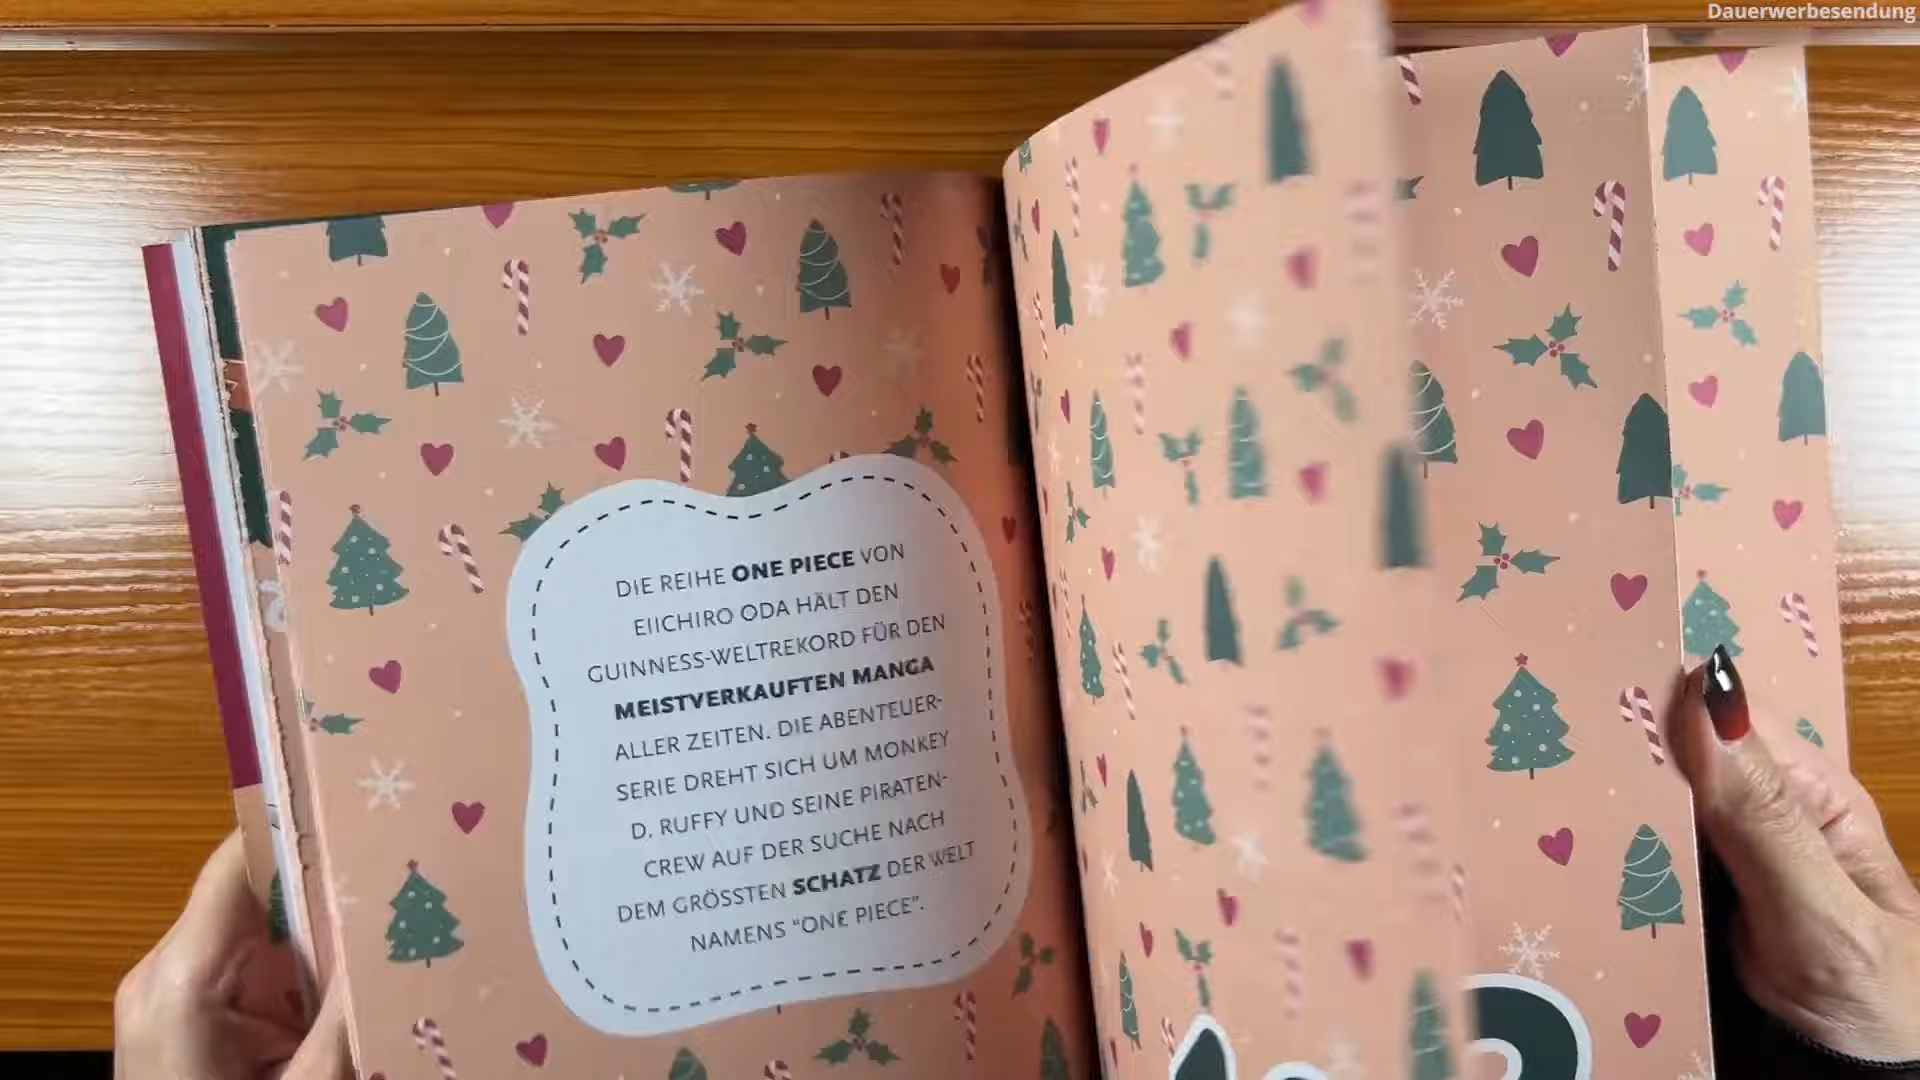 Dauerwerbesendung
DIE REIHE ONE PIECE VON
EIICHIRO ODA HÄLT DEN
GUINNESS-WELTREKORD FÜR DEN
MEISTVERKAUFTEN MANGA
ALLER ZEITEN. DIE ABENTEUER-
SERIE DREHT SICH UM MONKEY
D. RUFFY UND SEINE PIRATEN-
CREW AUF DER SUCHE NACH
DEM GRÖSSTEN SCHATZ DER WELT
NAMENS "ONE PIECE".